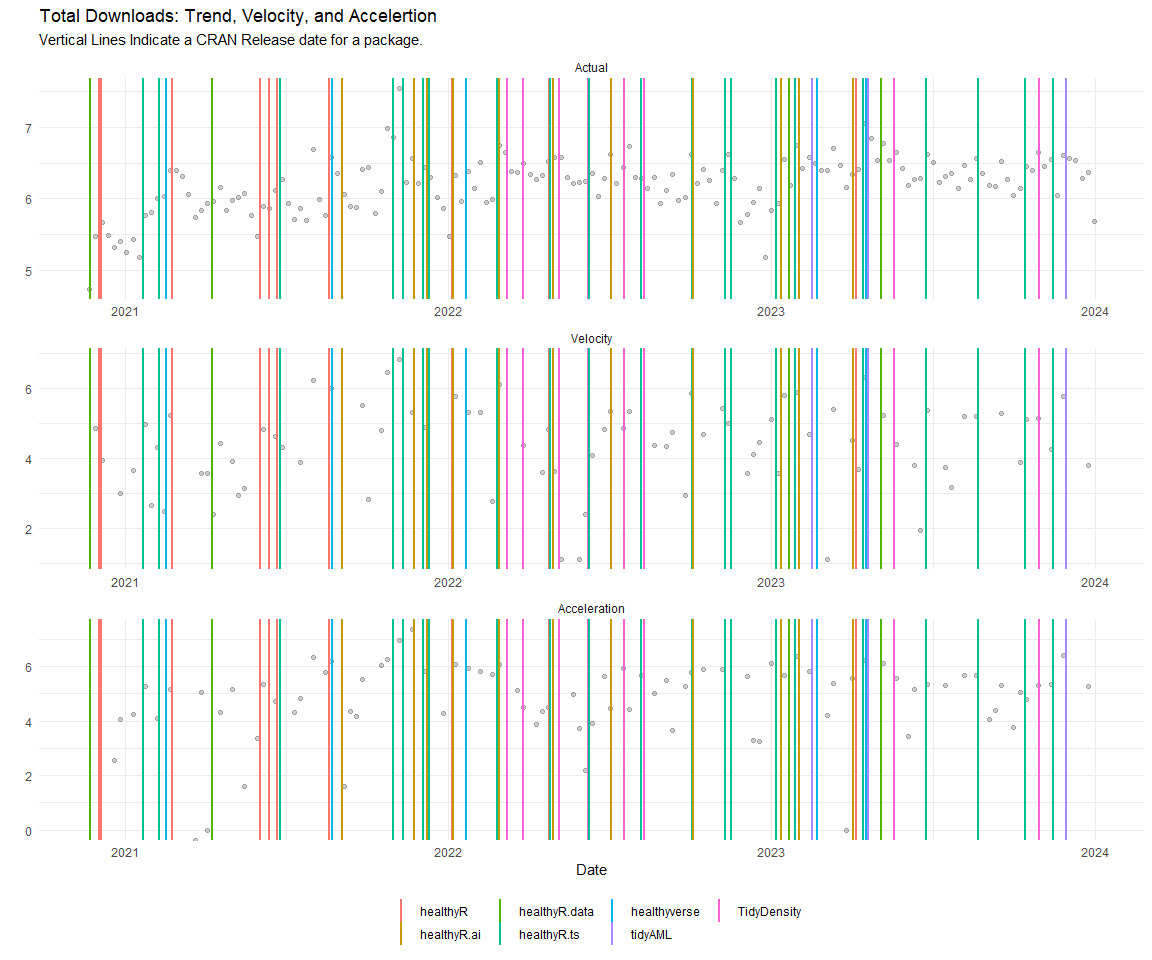 Total Downloads: Trend, Velocity, and Accelertion
Vertical Lines Indicate a CRAN Release date for a package.
Actual
7
6
5
2021 2022 2023 2024
Velocity
6
4
2
2021 2022 2023 2024
Acceleration
6
4
2
0
2021 2022 2023 2024
Date
healthyR healthyR.data healthyverse TidyDensity
healthyR.ai healthyR.ts tidyAML